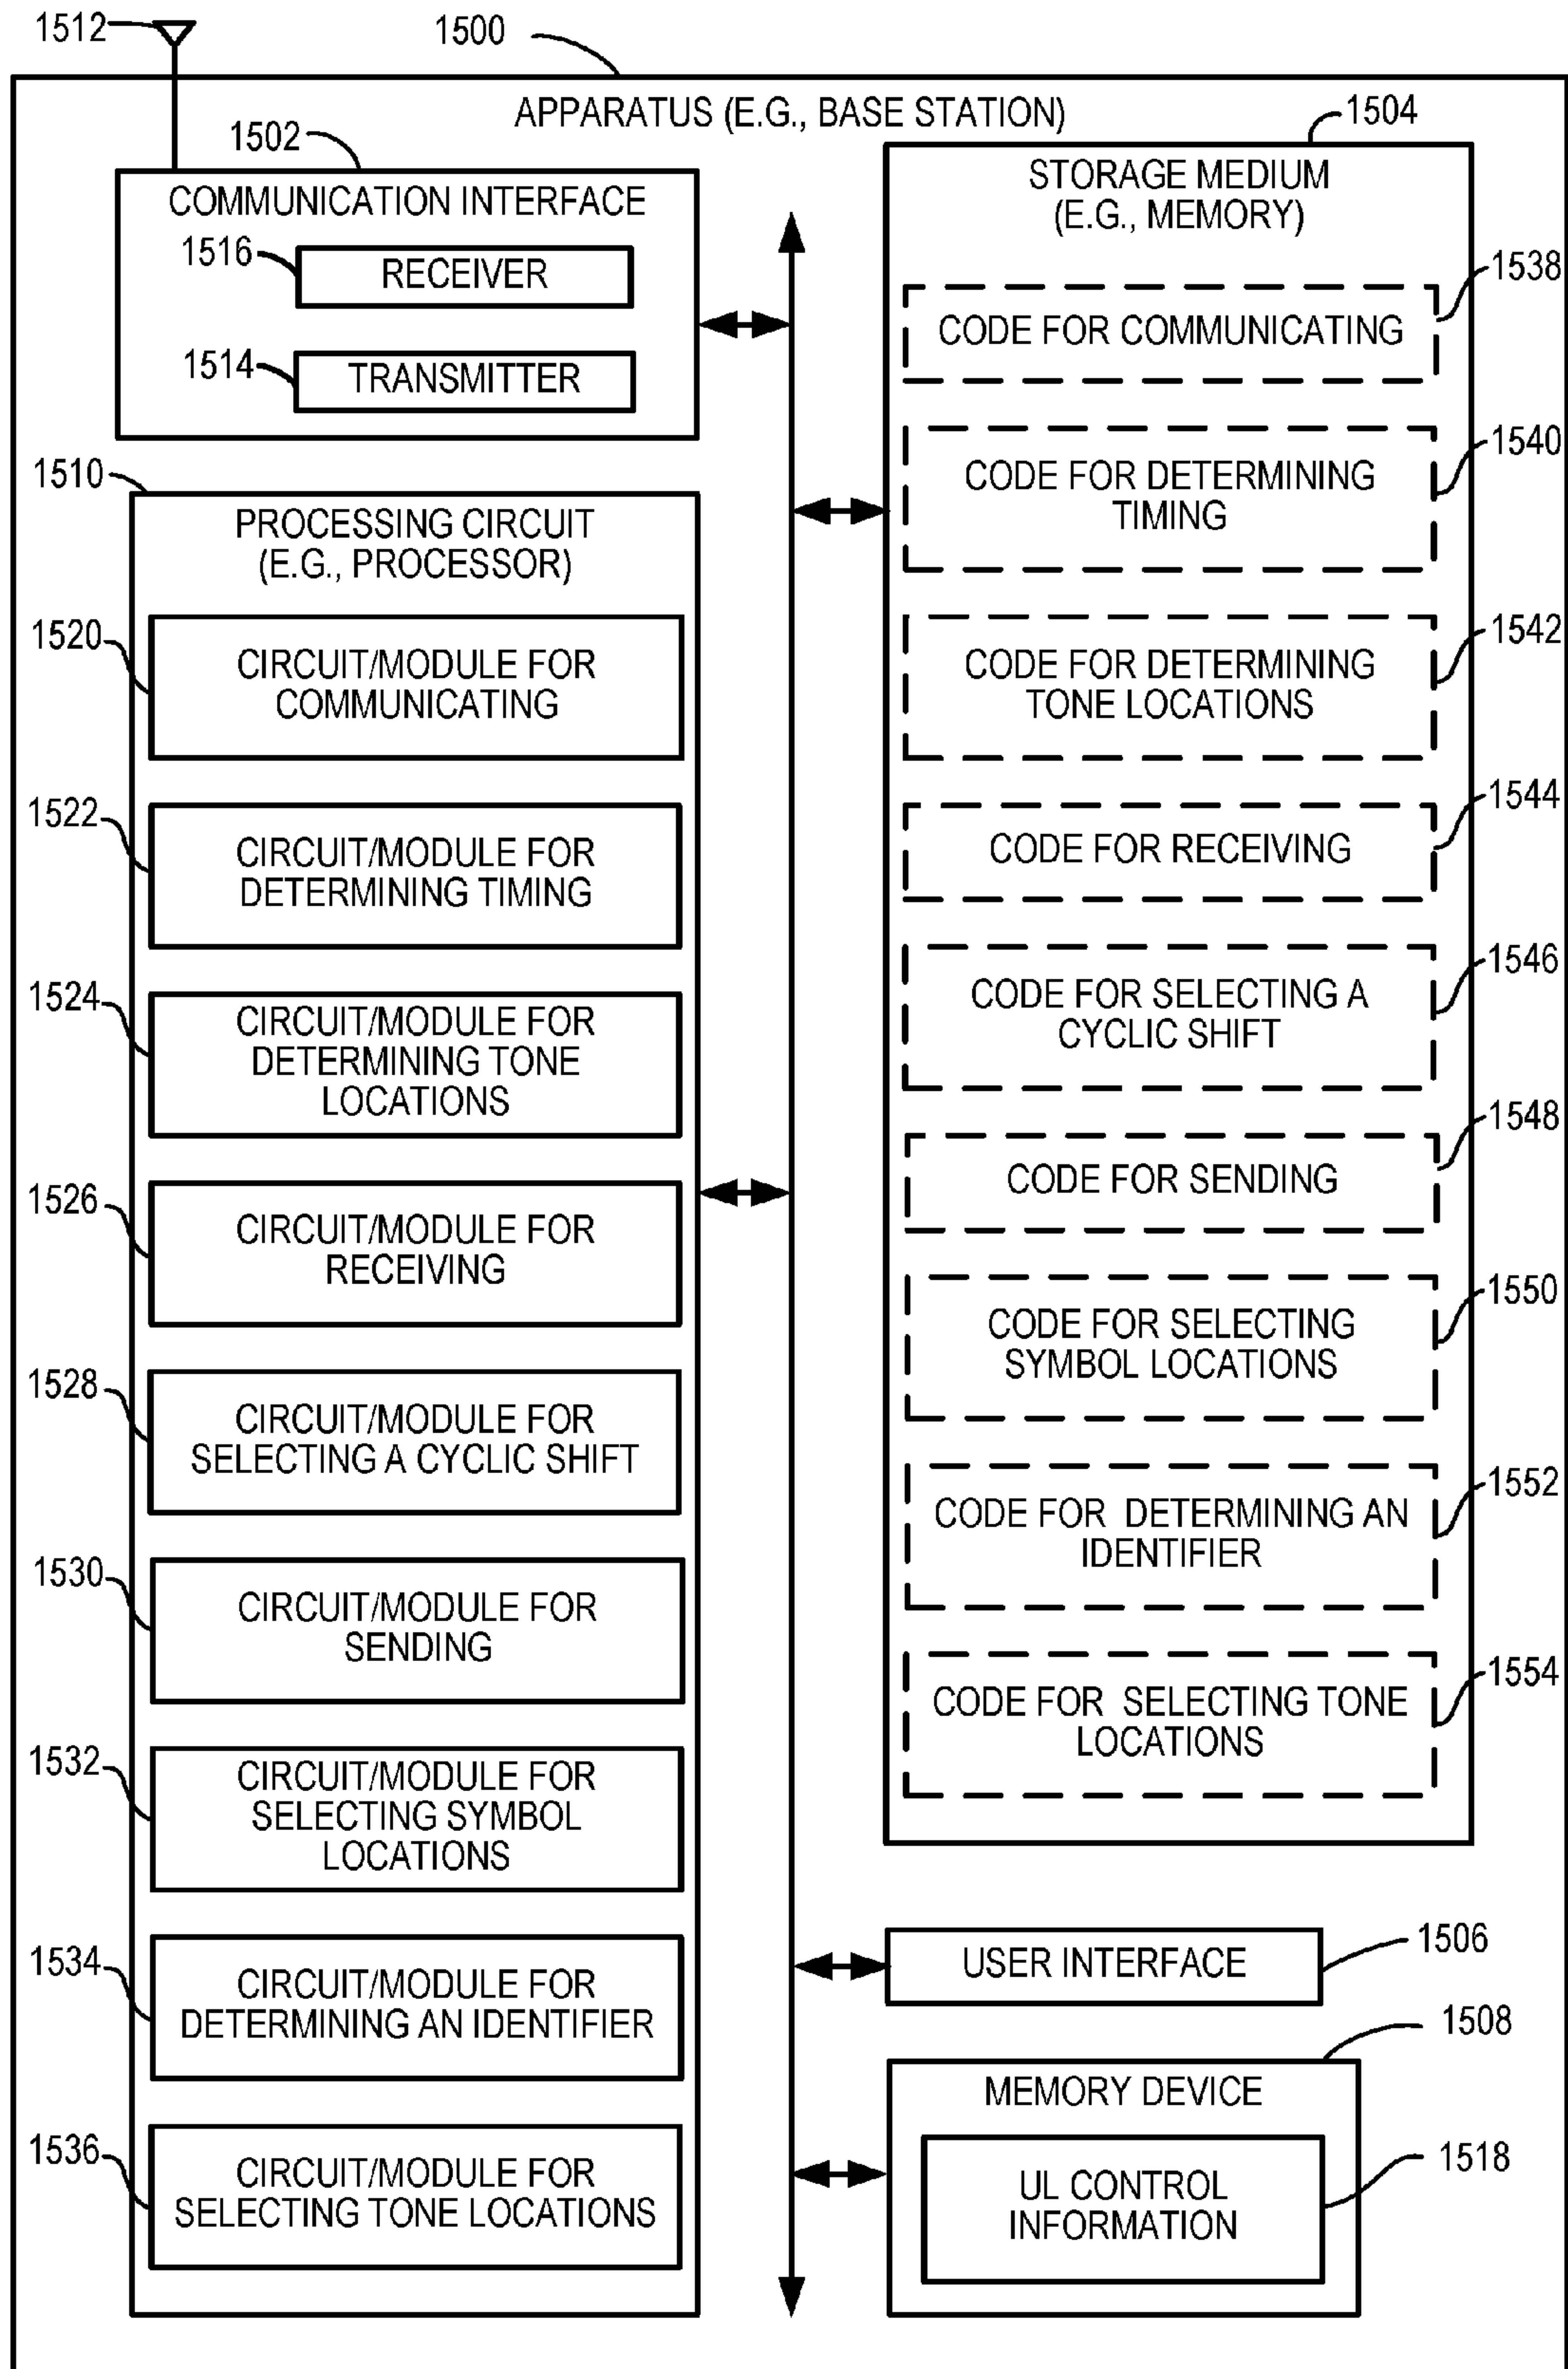 1512
1500
APPARATUS (E.G., BASE STATION)
1502
COMMUNICATION INTERFACE
1516
RECEIVER
1514
TRANSMITTER
1510
PROCESSING CIRCUIT
(E.G., PROCESSOR)
1520
CIRCUIT/MODULE FOR
COMMUNICATING
1522
CIRCUIT/MODULE FOR
DETERMINING TIMING
1524
CIRCUIT/MODULE FOR
DETERMINING TONE
LOCATIONS
1526
CIRCUIT/MODULE FOR
RECEIVING
1528
CIRCUIT/MODULE FOR
SELECTING A CYCLIC SHIFT
1530
CIRCUIT/MODULE FOR
SENDING
1532
CIRCUIT/MODULE FOR
SELECTING SYMBOL
LOCATIONS
1534
CIRCUIT/MODULE FOR
DETERMINING AN IDENTIFIER
1536
CIRCUIT/MODULE FOR
SELECTING TONE LOCATIONS
1504
STORAGE MEDIUM
(E.G., MEMORY)
1538
CODE FOR COMMUNICATING
1540
CODE FOR DETERMINING
TIMING
1542
CODE FOR DETERMINING
TONE LOCATIONS
1544
CODE FOR RECEIVING
1546
CODE FOR SELECTING A
CYCLIC SHIFT
1548
CODE FOR SENDING
1550
CODE FOR SELECTING
SYMBOL LOCATIONS
1552
CODE FOR DETERMINING AN
IDENTIFIER
1554
CODE FOR SELECTING TONE
LOCATIONS
1506
USER INTERFACE
1508
MEMORY DEVICE
1518
UL CONTROL
INFORMATION